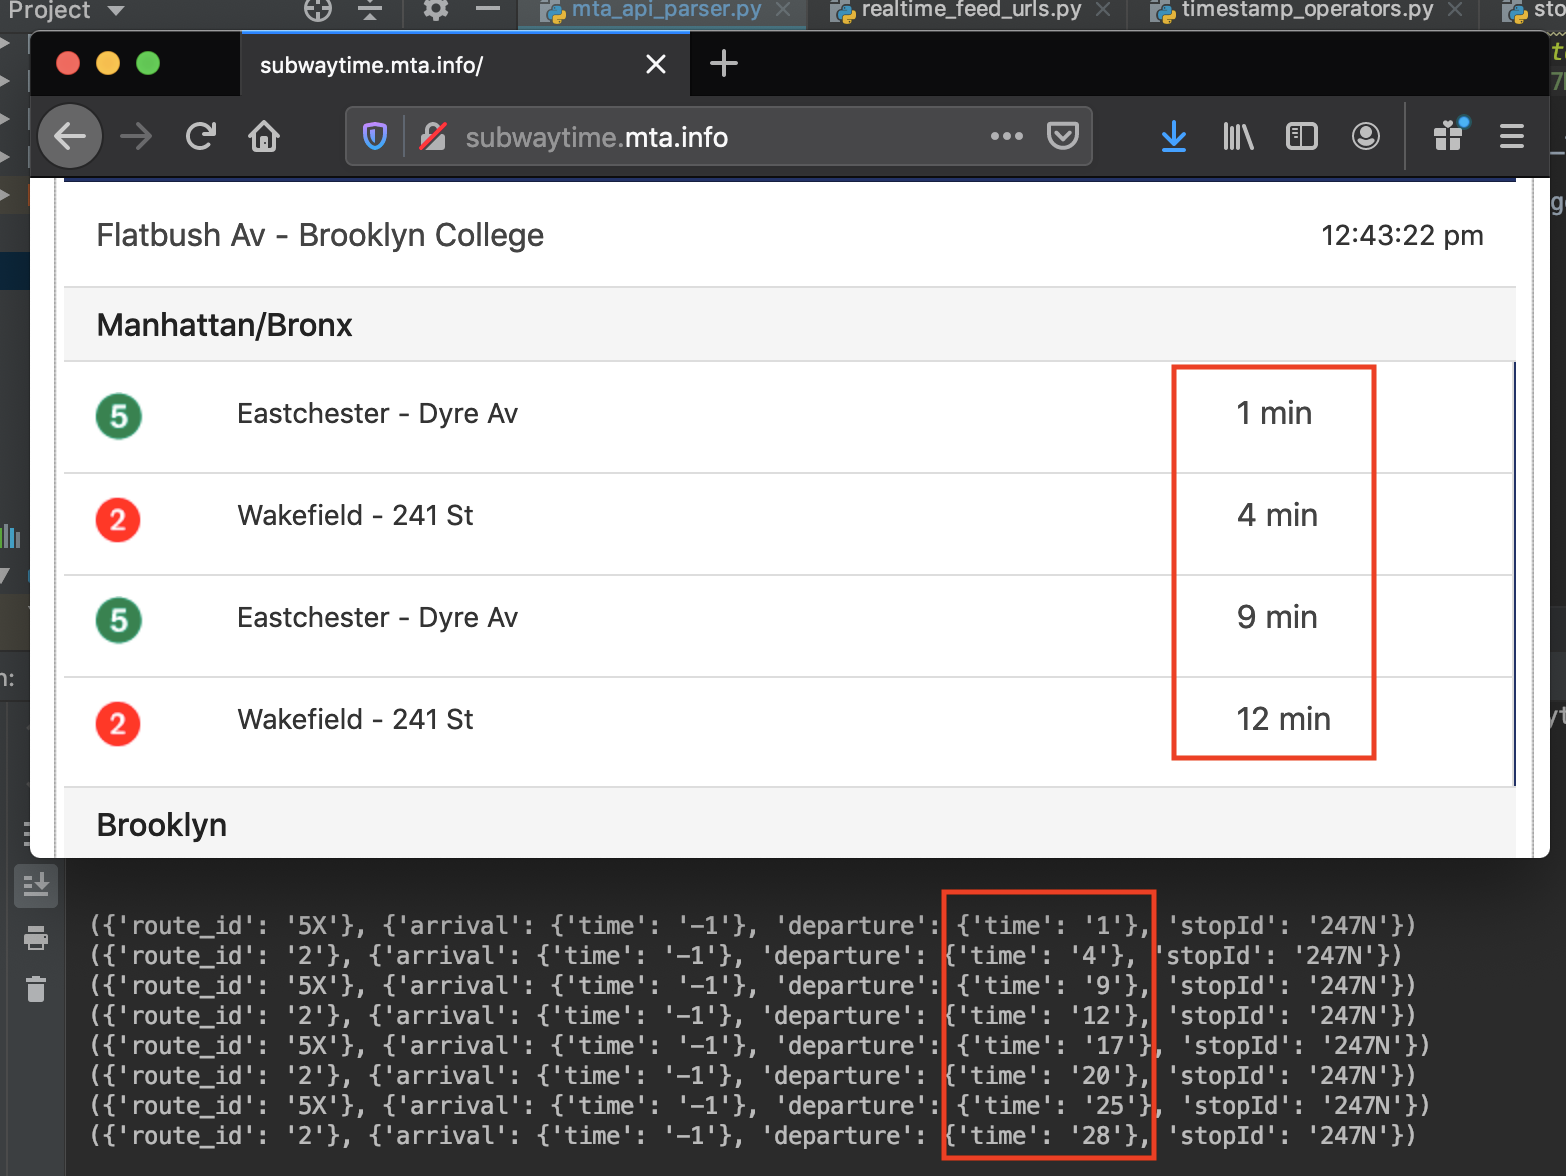 Project mta_api_parser.py realtime_feed_urls.py timestamp_operators.py
subwaytime.mta.info/
subwaytime.mta.info
Flatbush Av - Brooklyn College 12:43:22 pm
Manhattan/Bronx
5 Eastchester - Dyre Av 1 min
2 Wakefield - 241 St 4 min
5 Eastchester - Dyre Av 9 min
2 Wakefield - 241 St 12 min
Brooklyn
({'route_id': '5X'}, {'arrival': {'time': '-1'}, 'departure': {'time': '1'}, 'stopId': '247N'})
({'route_id': '2'}, {'arrival': {'time': '-1'}, 'departure': {'time': '4'}, 'stopId': '247N'})
({'route_id': '5X'}, {'arrival': {'time': '-1'}, 'departure': {'time': '9'}, 'stopId': '247N'})
({'route_id': '2'}, {'arrival': {'time': '-1'}, 'departure': {'time': '12'}, 'stopId': '247N'})
({'route_id': '5X'}, {'arrival': {'time': '-1'}, 'departure': {'time': '17'}, 'stopId': '247N'})
({'route_id': '2'}, {'arrival': {'time': '-1'}, 'departure': {'time': '20'}, 'stopId': '247N'})
({'route_id': '5X'}, {'arrival': {'time': '-1'}, 'departure': {'time': '25'}, 'stopId': '247N'})
({'route_id': '2'}, {'arrival': {'time': '-1'}, 'departure': {'time': '28'}, 'stopId': '247N'})